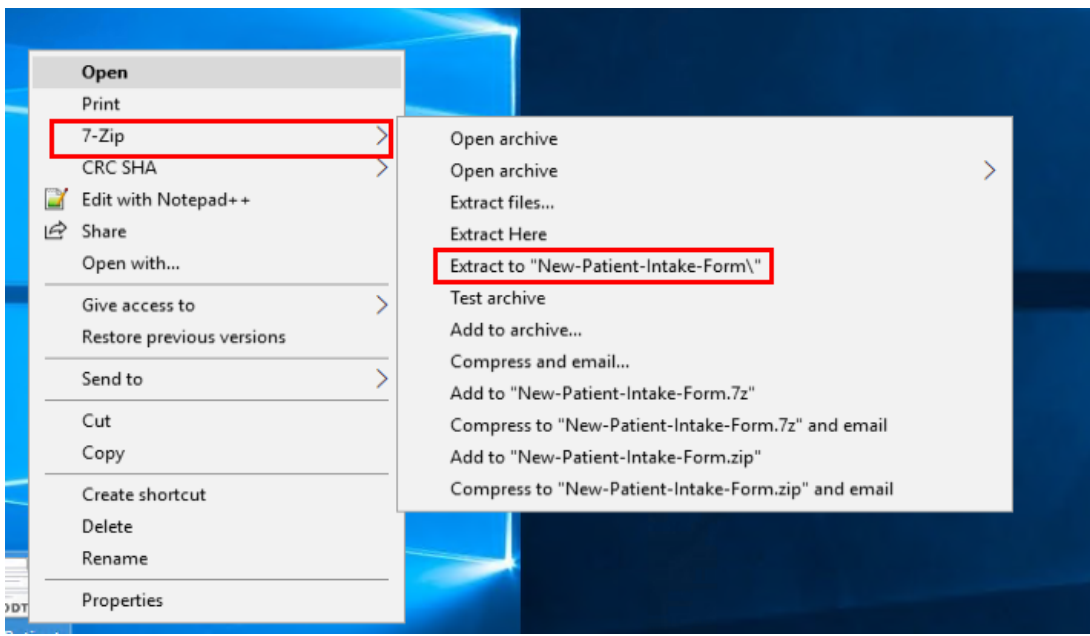 Open
Print
7-Zip
CRC SHA
Edit with Notepad++
Share
Open with...
Give access to
Restore previous versions
Send to
Cut
Copy
Create shortcut
Delete
Rename
Properties
Open archive
Open archive
Extract files...
Extract Here
Extract to "New-Patient-Intake-Form\"
Test archive
Add to archive...
Compress and email...
Add to "New-Patient-Intake-Form.7z"
Compress to "New-Patient-Intake-Form.7z" and email
Add to "New-Patient-Intake-Form.zip"
Compress to "New-Patient-Intake-Form.zip" and email